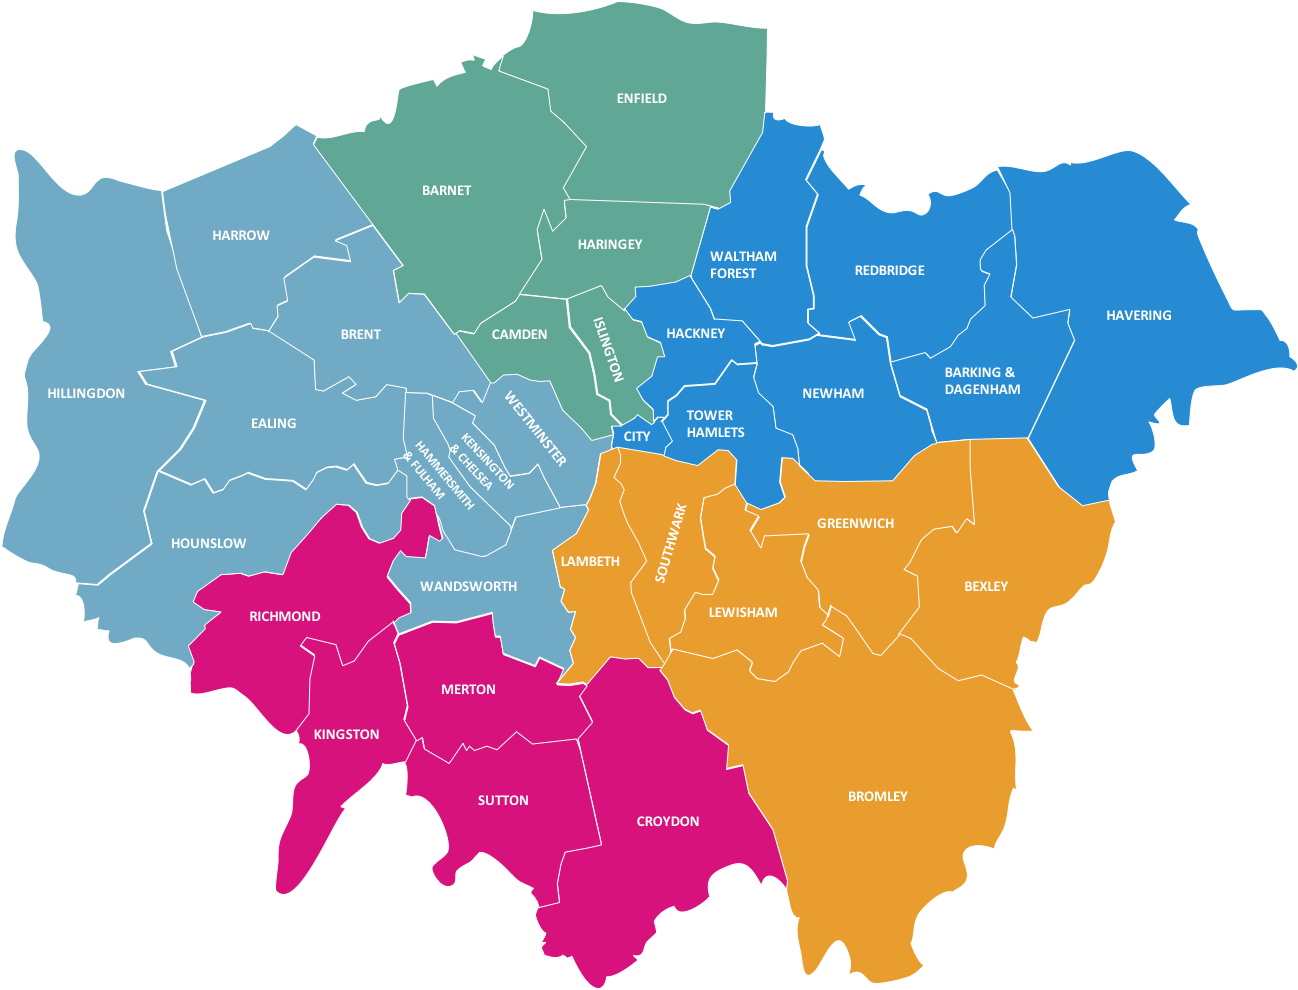 ENFIELD
BARNET
HARROW
HARINGEY
WALTHAM
FOREST
REDBRIDGE
HAVERING
BRENT
CAMDEN
ISLINGTON
HACKNEY
HILLINGDON
EALING
WESTMINSTER
NEWHAM
BARKING &
DAGENHAM
TOWER
HAMLETS
CITY
KENSINGTON
& CHELSEA
HAMMERSMITH
& FULHAM
HOUNSLOW
GREENWICH
LAMBETH
SOUTHWARK
WANDSWORTH
BEXLEY
RICHMOND
LEWISHAM
MERTON
KINGSTON
SUTTON
CROYDON
BROMLEY